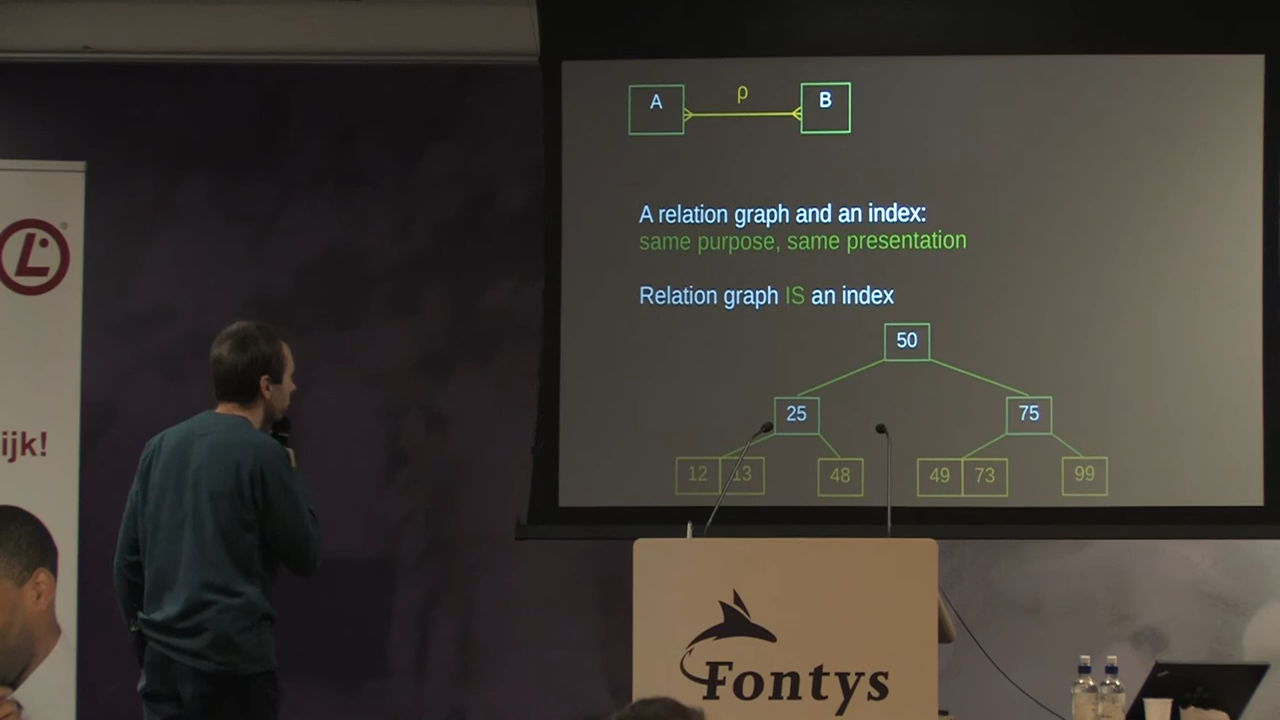 A
ρ
B
A relation graph and an index:
same purpose, same presentation
Relation graph IS an index
50
25
75
12 13
48
49 73
99
L
®
ijk!
Fontys